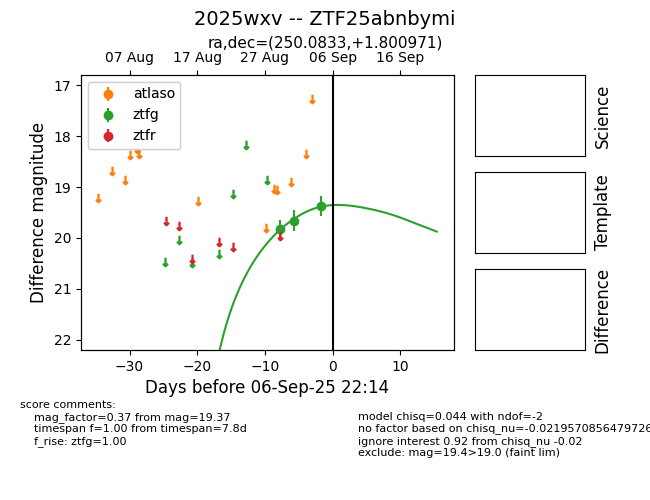 2025wxv -- ZTF25abnbymi
ra,dec=(250.0833,+1.800971)
07 Aug 17 Aug 27 Aug 06 Sep 16 Sep
atlaso
ztfg
ztfr
17
18
19
20
21
22
Difference magnitude
−30 −20 −10 0 10
Days before 06-Sep-25 22:14
Science
Template
Difference
score comments:
mag_factor=0.37 from mag=19.37
timespan f=1.00 from timespan=7.8d
f_rise: ztfg=1.00
model chisq=0.044 with ndof=-2
no factor based on chisq_nu=-0.0219570856479726
ignore interest 0.92 from chisq_nu -0.02
exclude: mag=19.4>19.0 (faint lim)